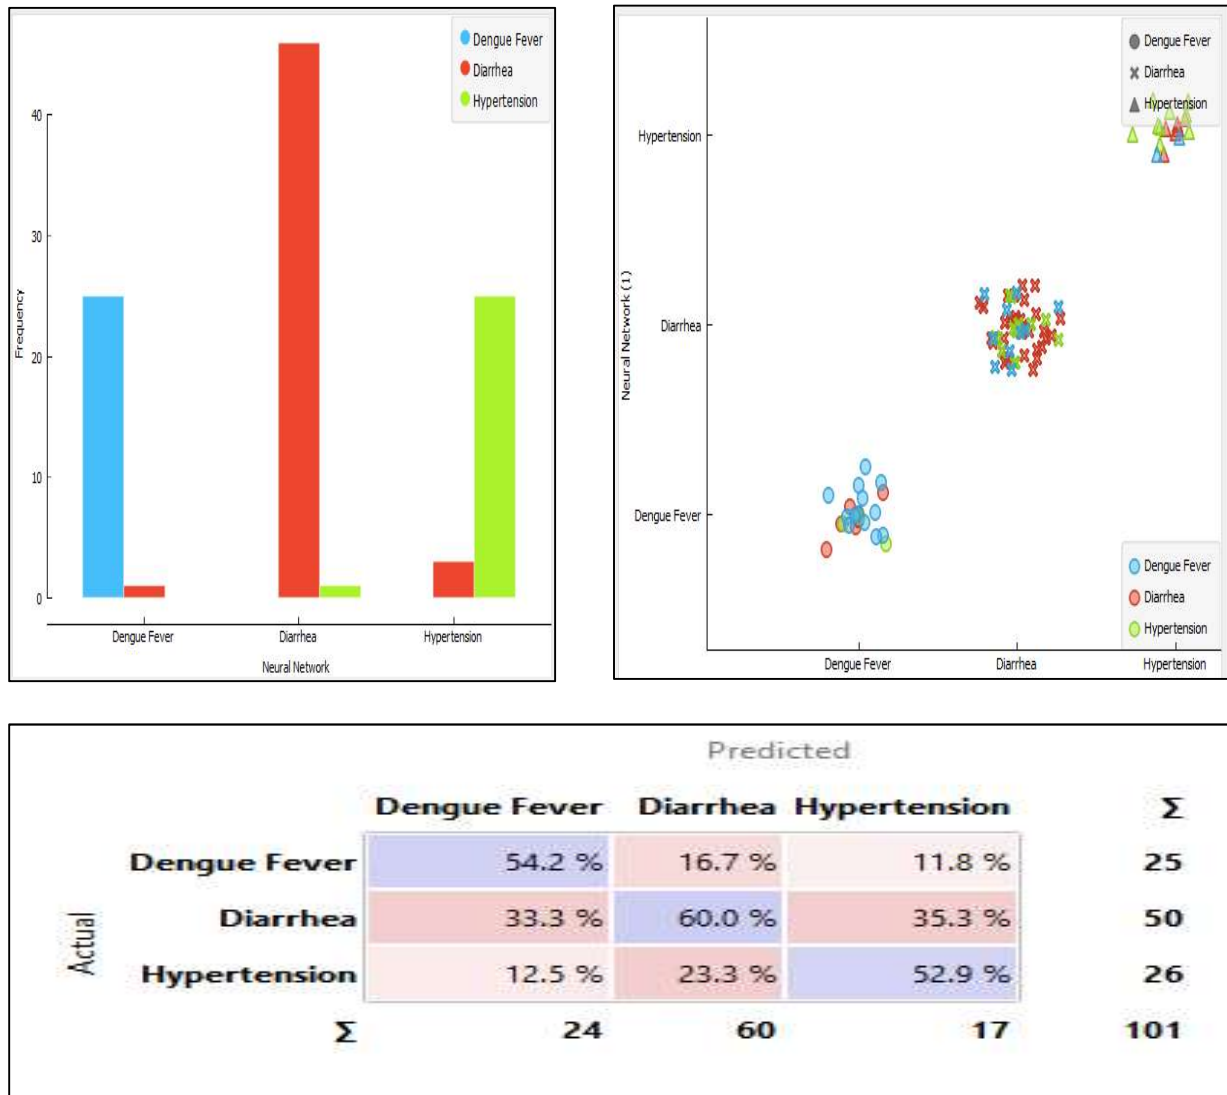 Dengue Fever
Diarrhea
Hypertension
40
30
20
10
0
Frequency
Dengue Fever Diarrhea Hypertension
Neural Network
Dengue Fever
Diarrhea
Hypertension
Hypertension
Diarrhea
Dengue Fever
Neural Network (1)
Dengue Fever
Diarrhea
Hypertension
Dengue Fever Diarrhea Hypertension
Predicted
Dengue Fever Diarrhea Hypertension Σ
Actual
Dengue Fever 54.2 % 16.7 % 11.8 % 25
Diarrhea 33.3 % 60.0 % 35.3 % 50
Hypertension 12.5 % 23.3 % 52.9 % 26
Σ 24 60 17 101